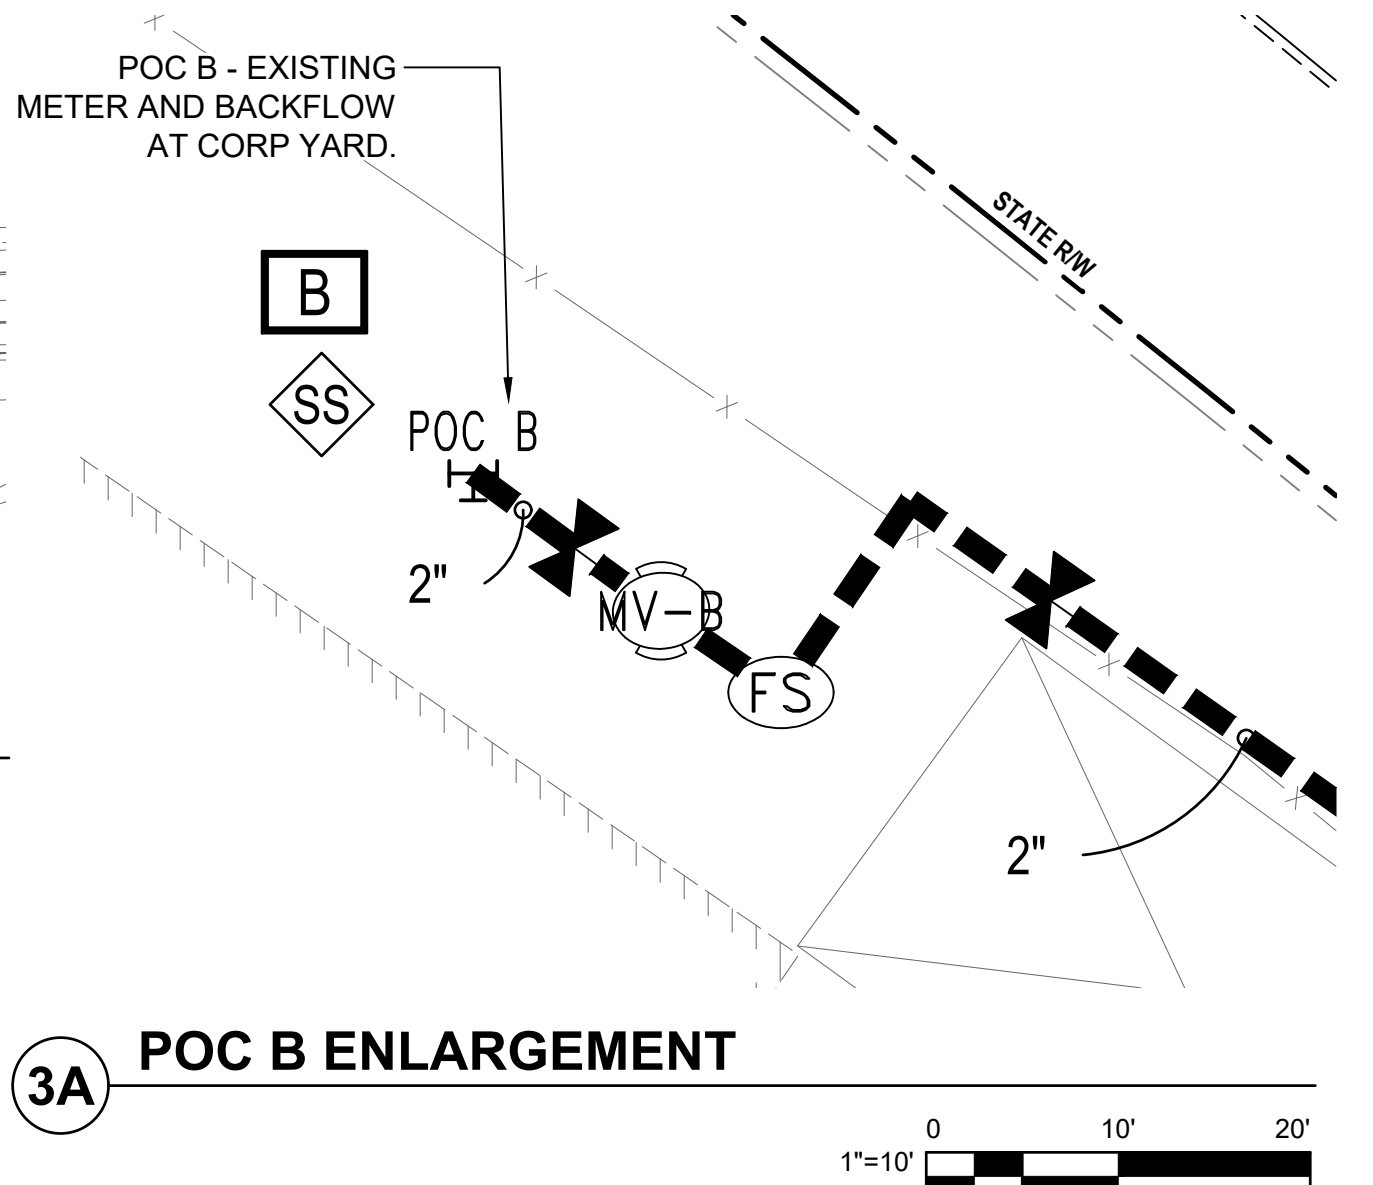 POC B - EXISTING
METER AND BACKFLOW
AT CORP YARD.
STATE R/W
B
SS
POC B
2"
MV-B
FS
2"
POC B ENLARGEMENT
3A
0 10' 20'
1"=10'